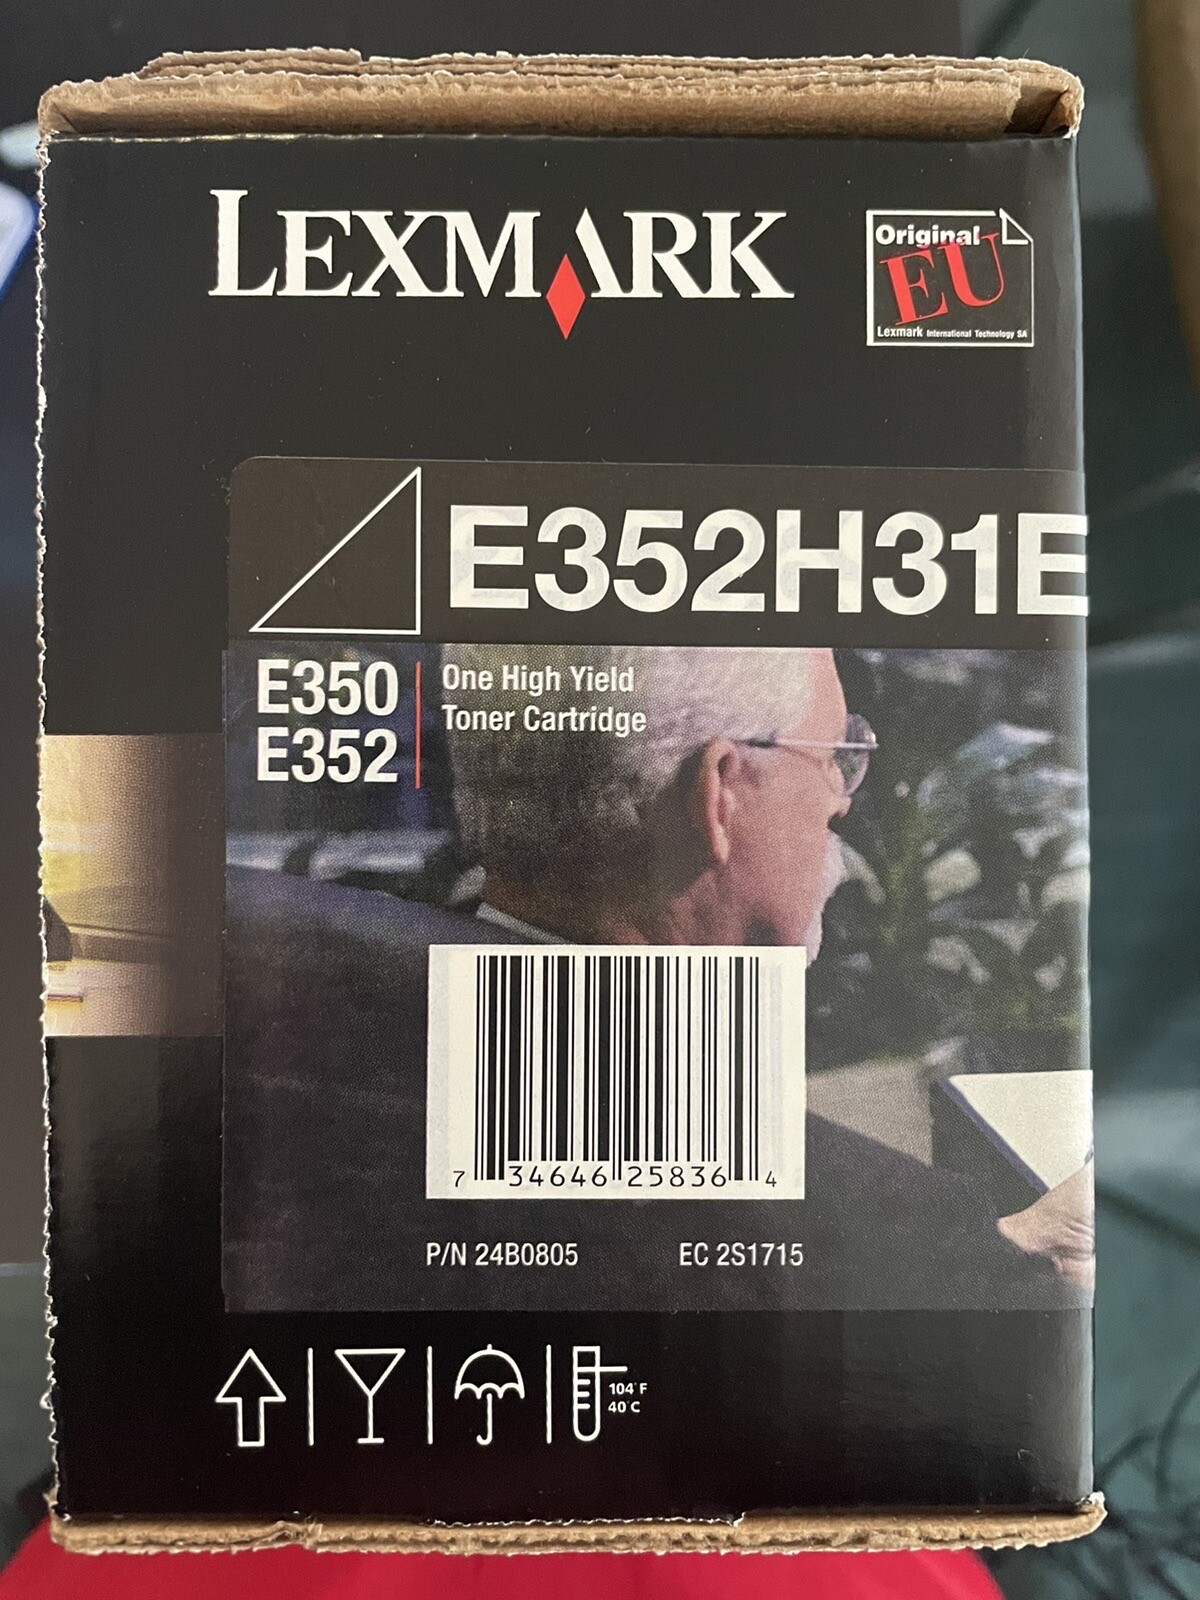 LEXMARK
Original
EU
Lexmark International Technology SA
E352H31E
E350
E352
One High Yield
Toner Cartridge
7 34646 25836 4
P/N 24B0805 EC 2S1715
104°F
40°C